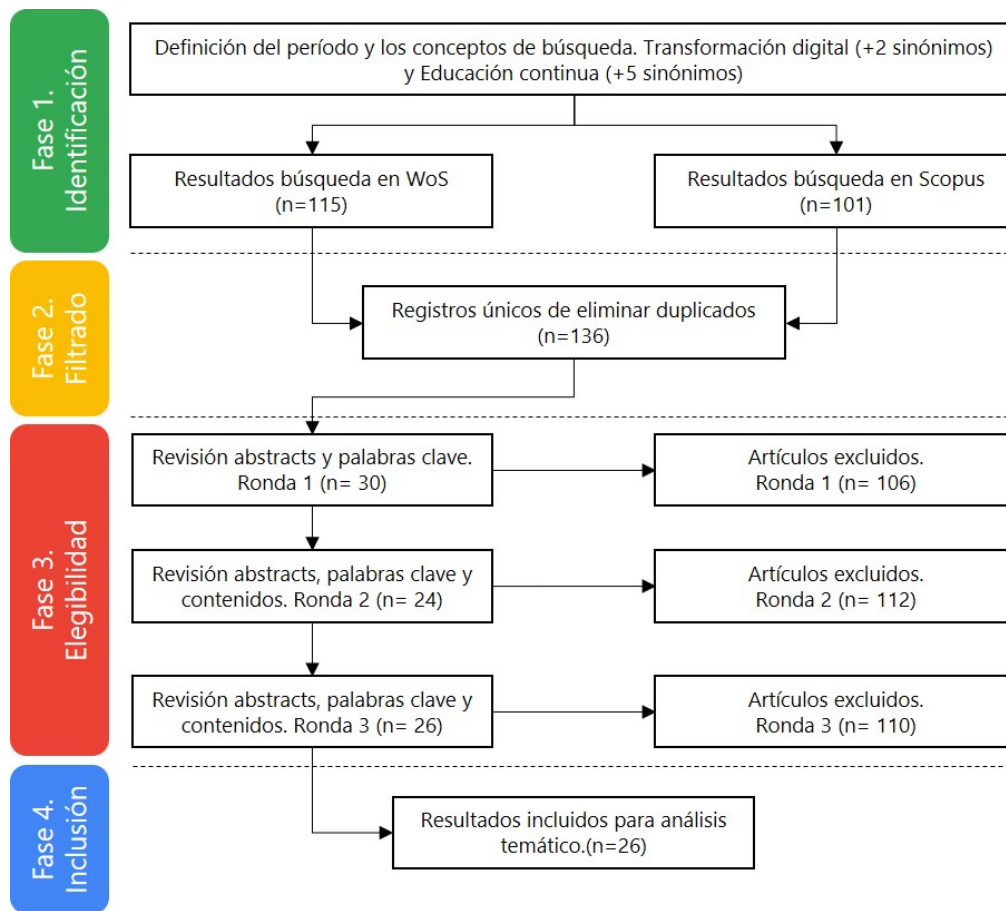 Fase 1.
Identificación
Definición del período y los conceptos de búsqueda. Transformación digital (+2 sinónimos)
y Educación continua (+5 sinónimos)
Resultados búsqueda en WoS
(n=115)
Resultados búsqueda en Scopus
(n=101)
Fase 2.
Filtrado
Registros únicos de eliminar duplicados
(n=136)
Fase 3.
Elegibilidad
Revisión abstracts y palabras clave.
Ronda 1 (n= 30)
Artículos excluidos.
Ronda 1 (n= 106)
Revisión abstracts, palabras clave y
contenidos. Ronda 2 (n= 24)
Artículos excluidos.
Ronda 2 (n= 112)
Revisión abstracts, palabras clave y
contenidos. Ronda 3 (n= 26)
Artículos excluidos.
Ronda 3 (n= 110)
Fase 4.
Inclusión
Resultados incluidos para análisis
temático.(n=26)